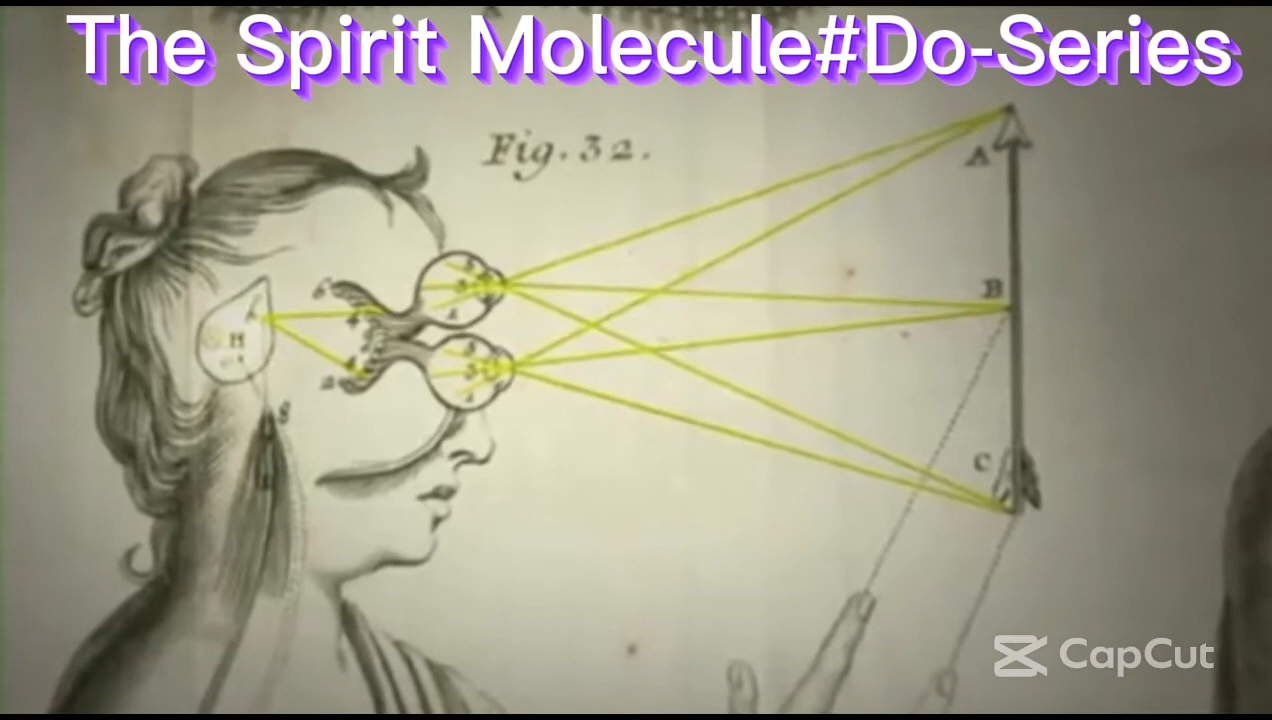 The Spirit Molecule#Do-Series
Fig. 32.
A
B
C
H
CapCut